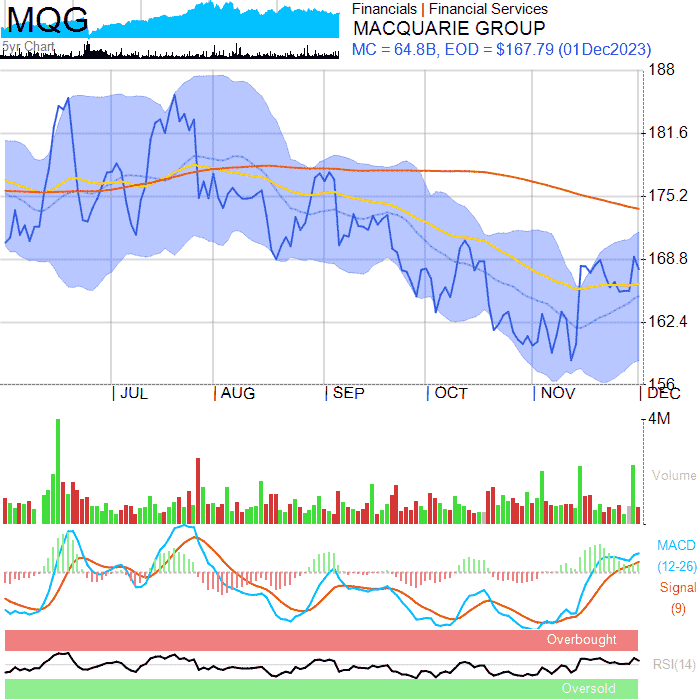 MQG
5yr Chart
Financials | Financial Services
MACQUARIE GROUP
MC = 64.8B, EOD = $167.79 (01Dec2023)
188
181.6
175.2
168.8
162.4
156
JUL
AUG
SEP
OCT
NOV
DEC
4M
Volume
MACD
(12-26)
Signal
(9)
Overbought
RSI(14)
Oversold